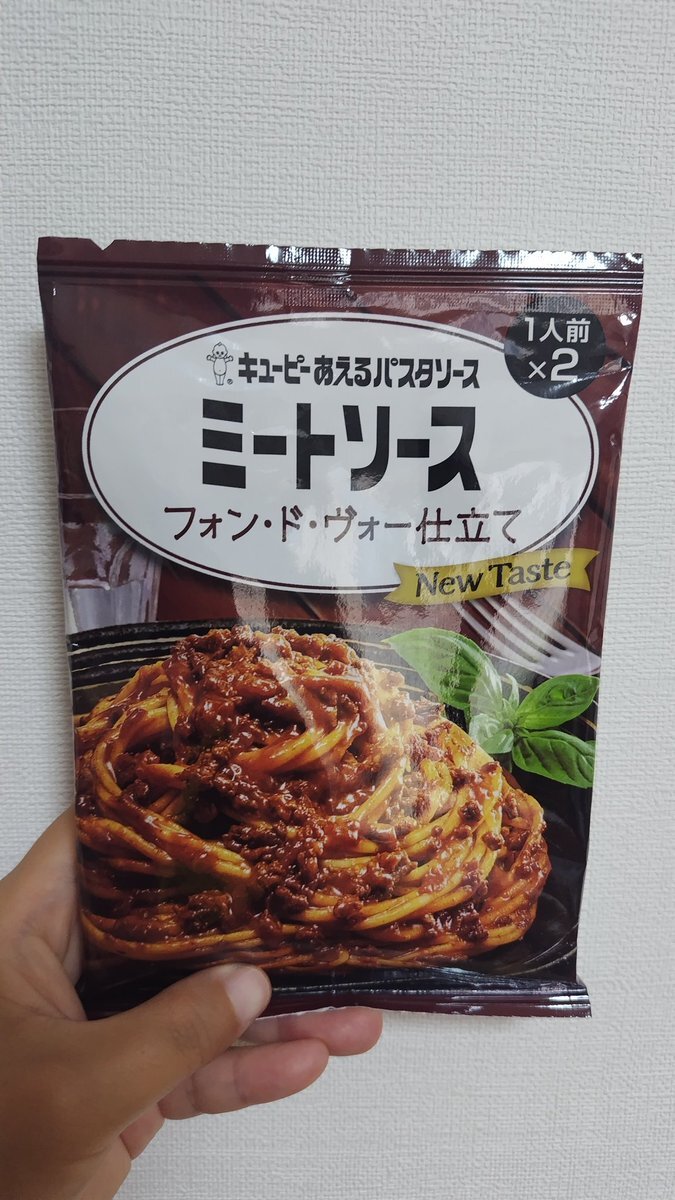 1人前
×2
キューピーあえるパスタソース
ミートソース
フォン・ド・ヴォー仕立て
New Taste